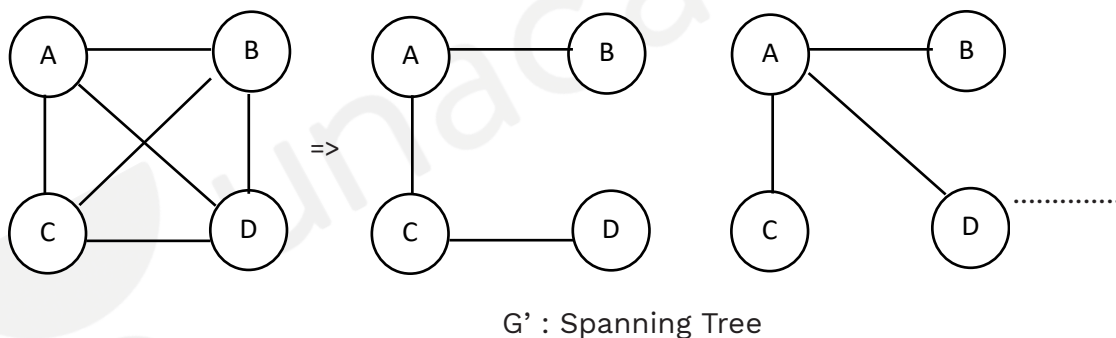 A B A B A B
=>
C D C D C D ................
G’ : Spanning Tree